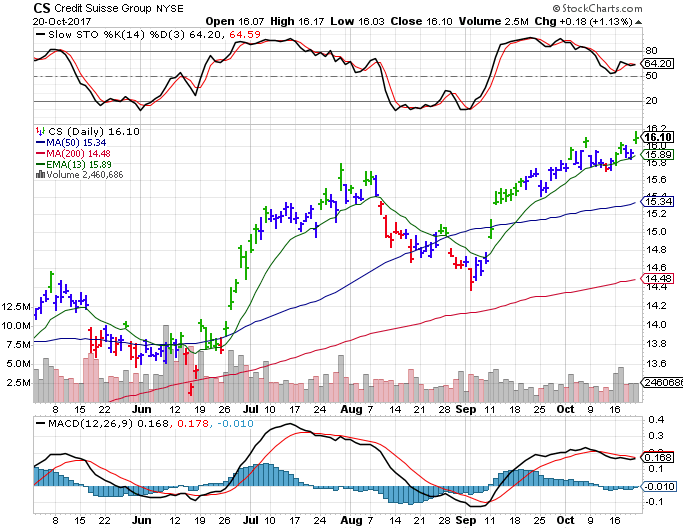 CS Credit Suisse Group NYSE © StockCharts.com
20-Oct-2017 Open 16.07 High 16.17 Low 16.03 Close 16.10 Volume 2.5M Chg +0.18 (+1.13%)
Slow STO %K(14) %D(3) 64.20, 64.59
80
64.20
50
20
CS (Daily) 16.10
MA(50) 15.34
MA(200) 14.48
EMA(13) 15.89
Volume 2,460,686
16.2
16.10
16.0
15.89
15.8
15.6
15.4
15.34
15.2
15.0
14.8
14.6
14.48
14.4
14.2
14.0
13.8
13.6
12.5M
10.0M
7.5M
5.0M
2.5M
2460686
8 15 22 Jun 12 19 26 Jul 10 17 24 Aug 7 14 21 28 Sep 11 18 25 Oct 9 16
MACD(12,26,9) 0.168, 0.178, -0.010
0.4
0.3
0.168
0.1
-0.010
8 15 22 Jun 12 19 26 Jul 10 17 24 Aug 7 14 21 28 Sep 11 18 25 Oct 9 16